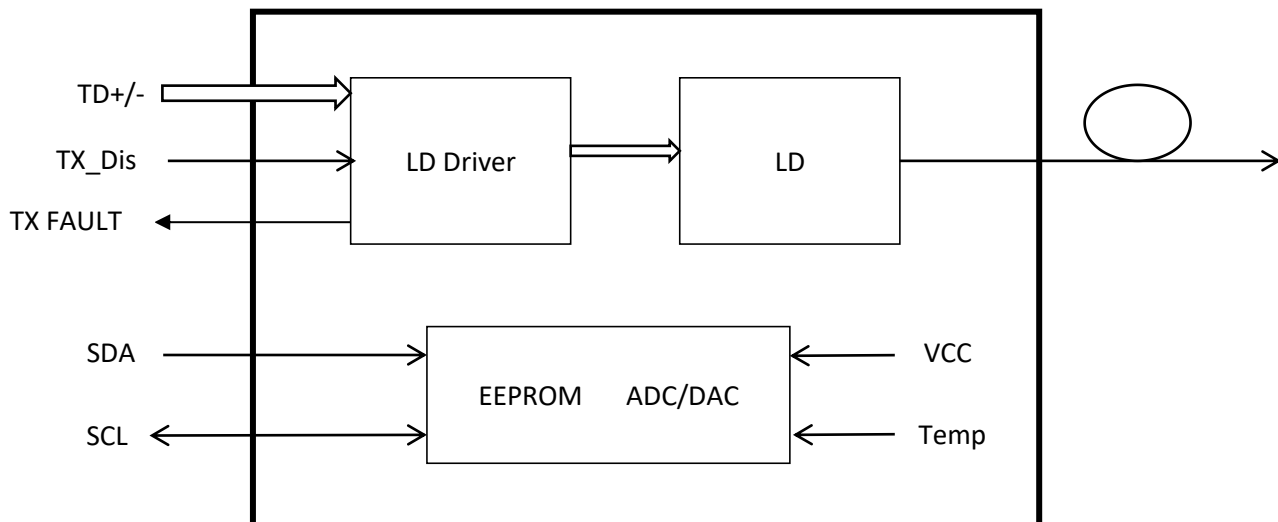 TD+/-
TX_Dis
LD Driver
LD
TX FAULT
SDA
VCC
EEPROM ADC/DAC
SCL
Temp